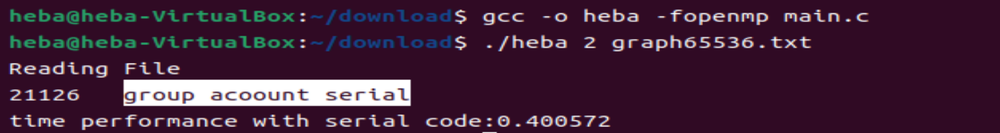 heba@heba-VirtualBox:~/download$ gcc -o heba -fopenmp main.c
heba@heba-VirtualBox:~/download$ ./heba 2 graph65536.txt
Reading File
21126   group acoount serial
time performance with serial code:0.400572